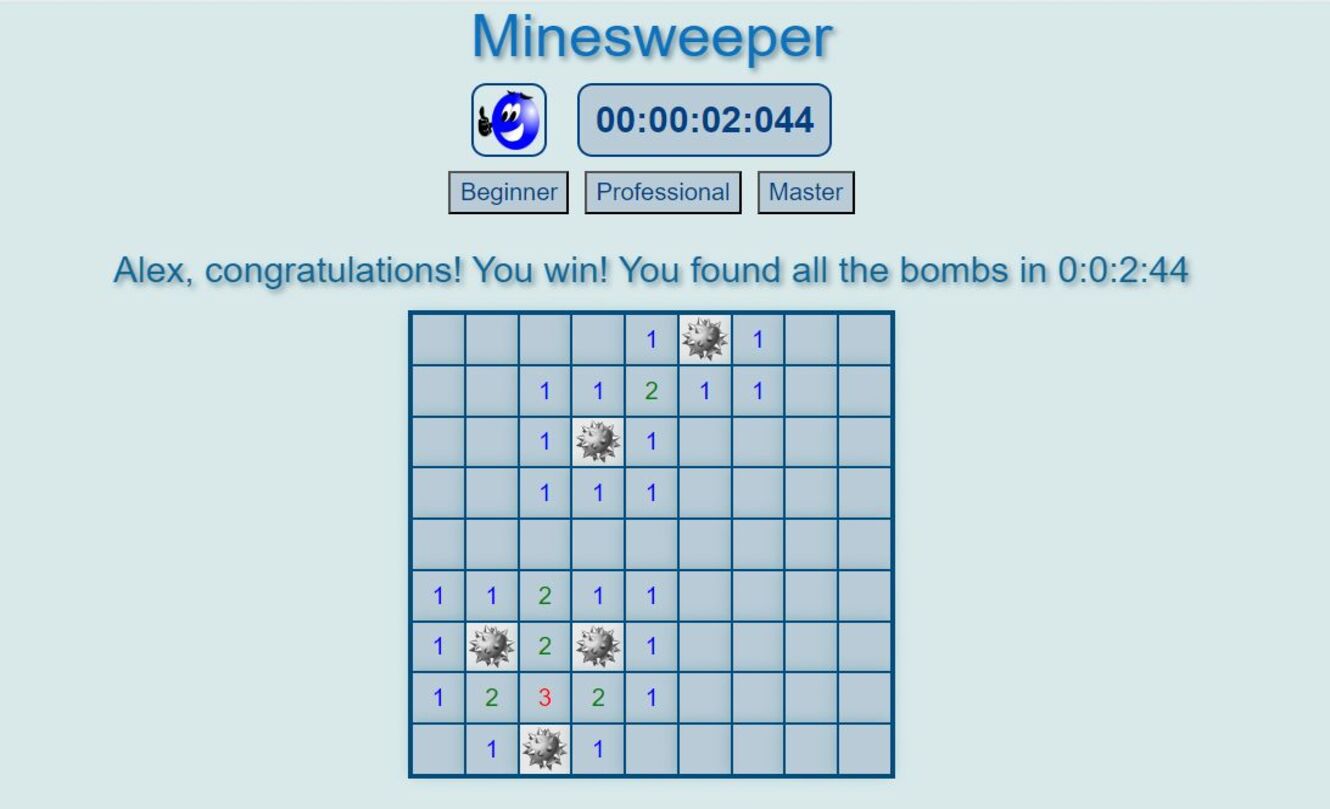 Minesweeper
00:00:02:044
Beginner Professional Master
Alex, congratulations! You win! You found all the bombs in 0:0:2:44
1 1
1 1 2 1 1
1 1
1 1 1
1 1 2 1 1
1 2 1
1 2 3 2 1
1 1